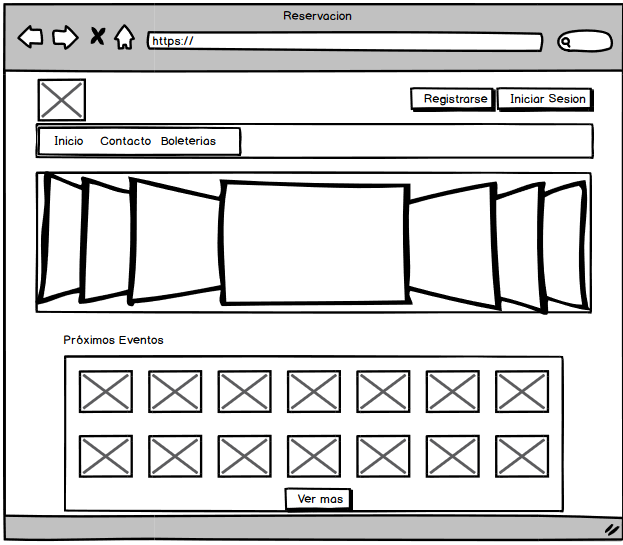 Reservacion
https://
Registrarse Iniciar Sesion
Inicio Contacto Boleterias
Próximos Eventos
Ver mas